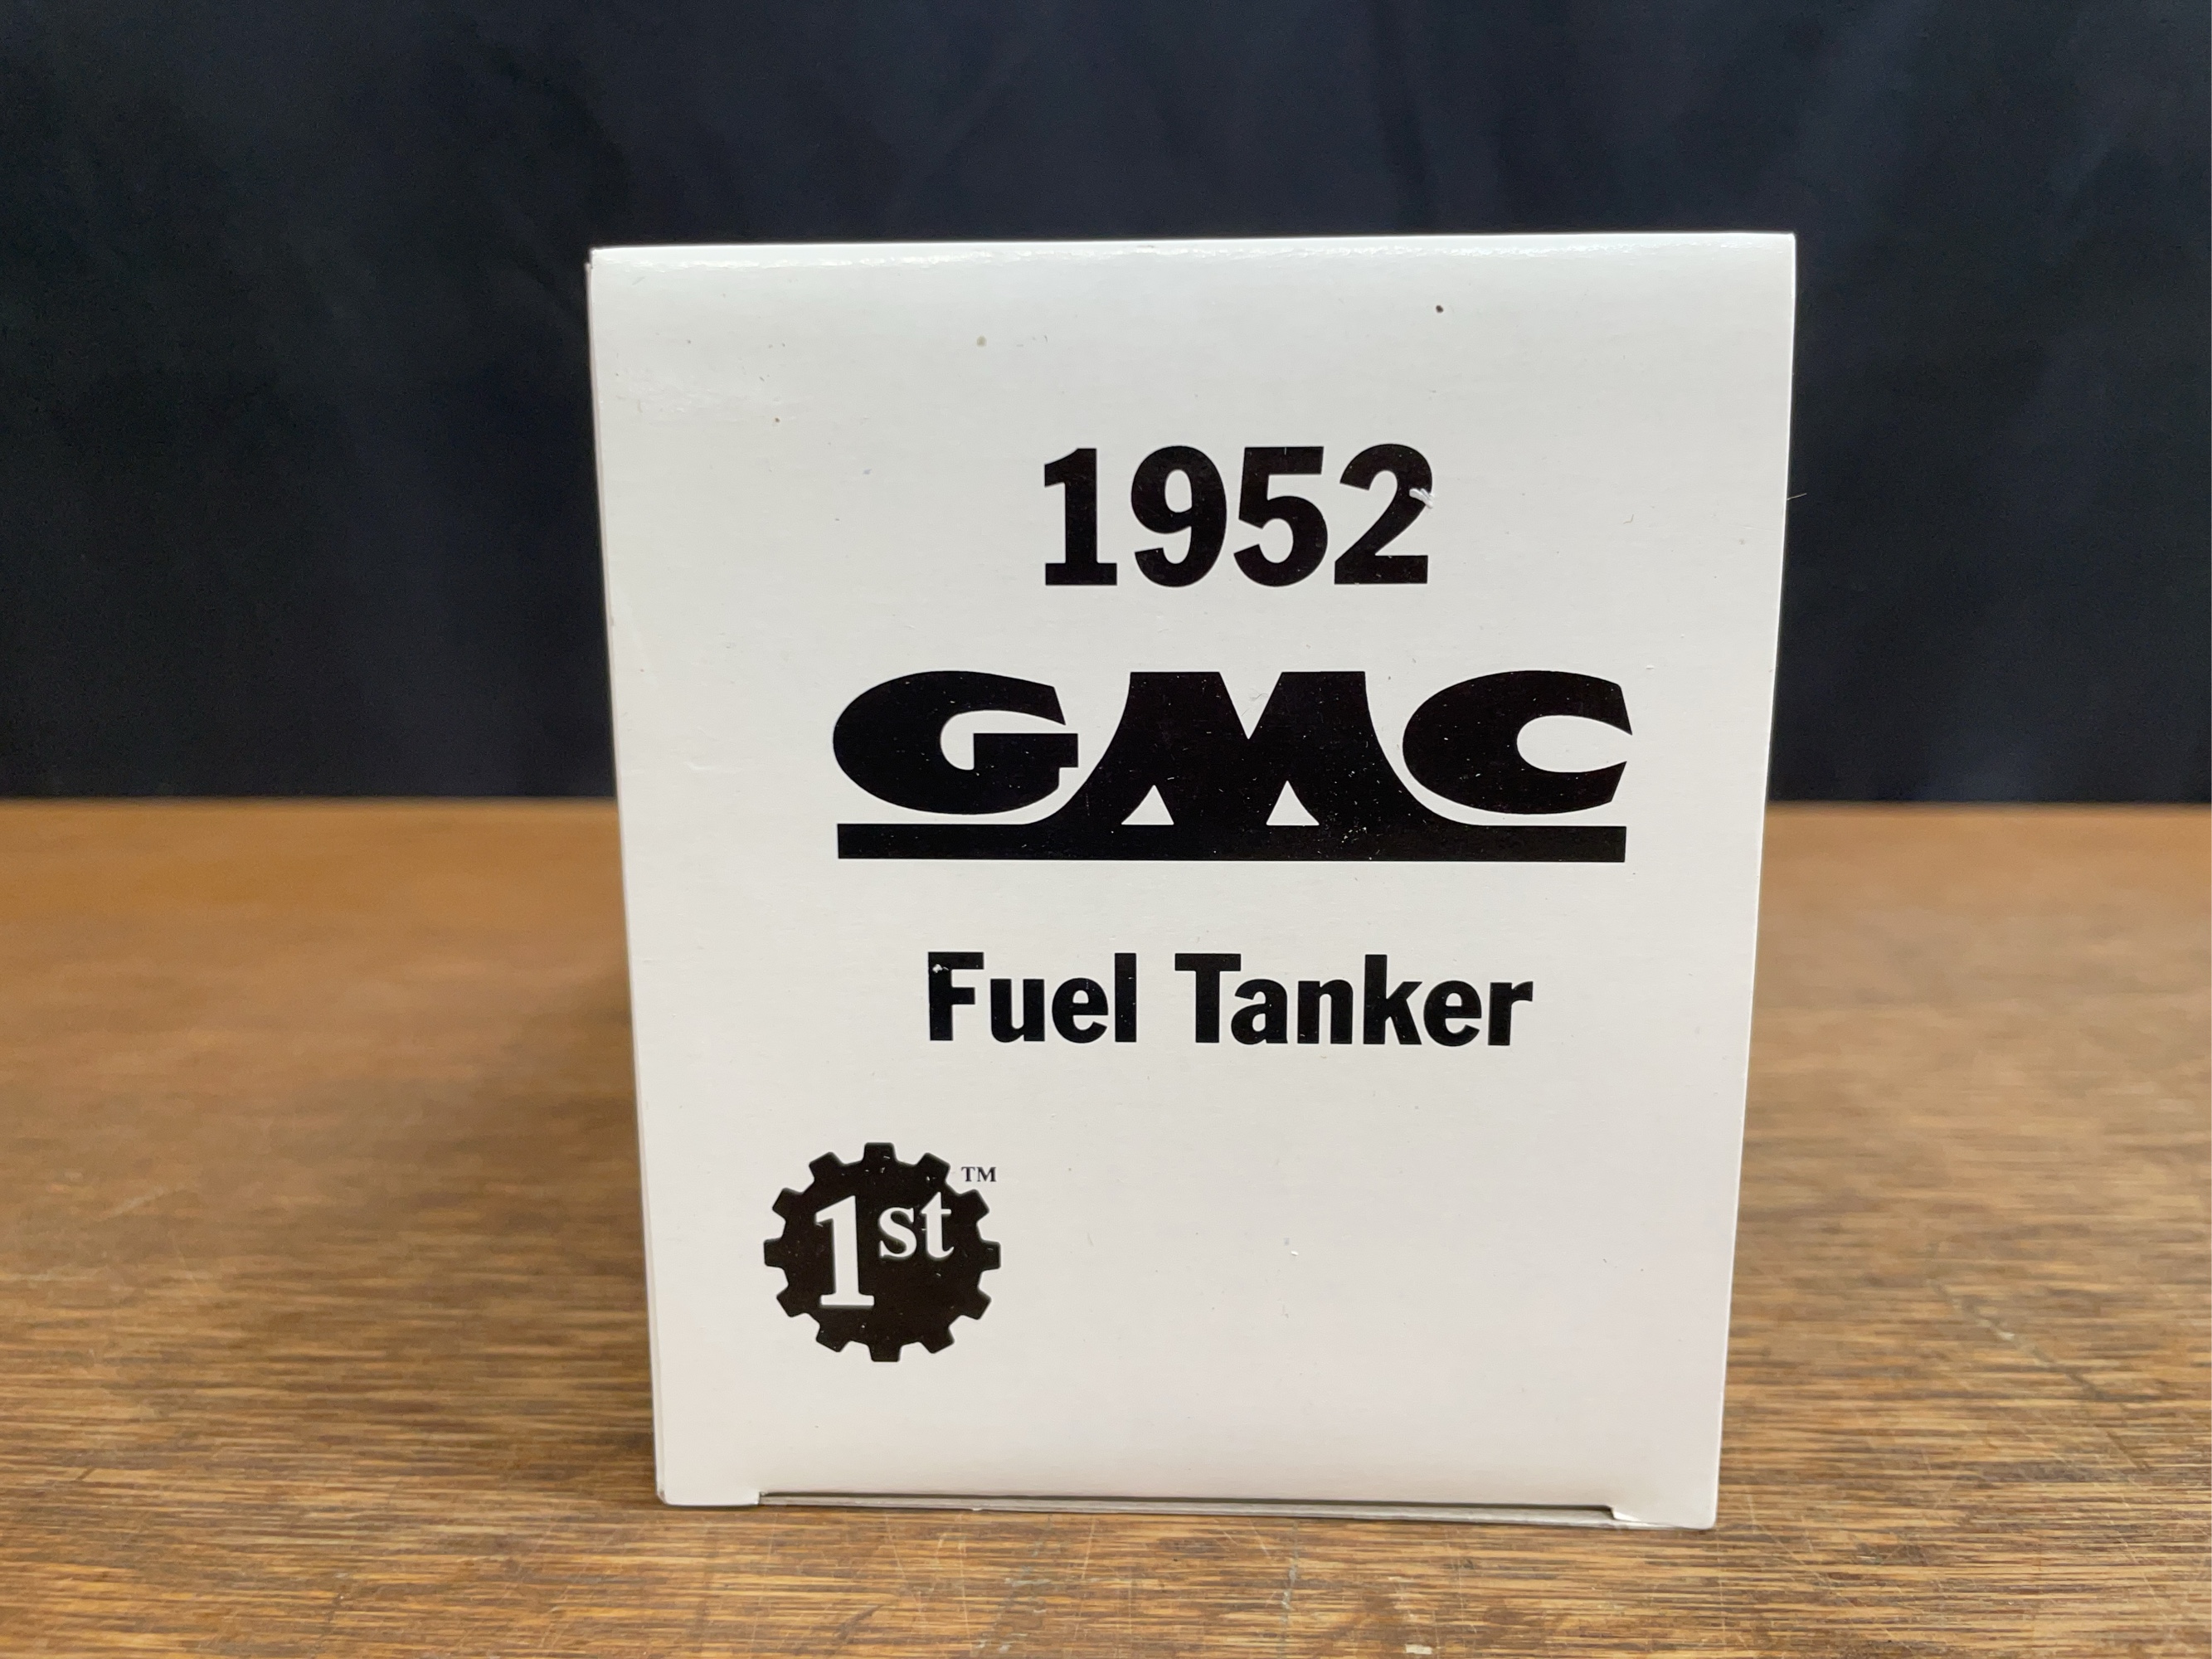 1952
GMC
Fuel Tanker
1st™